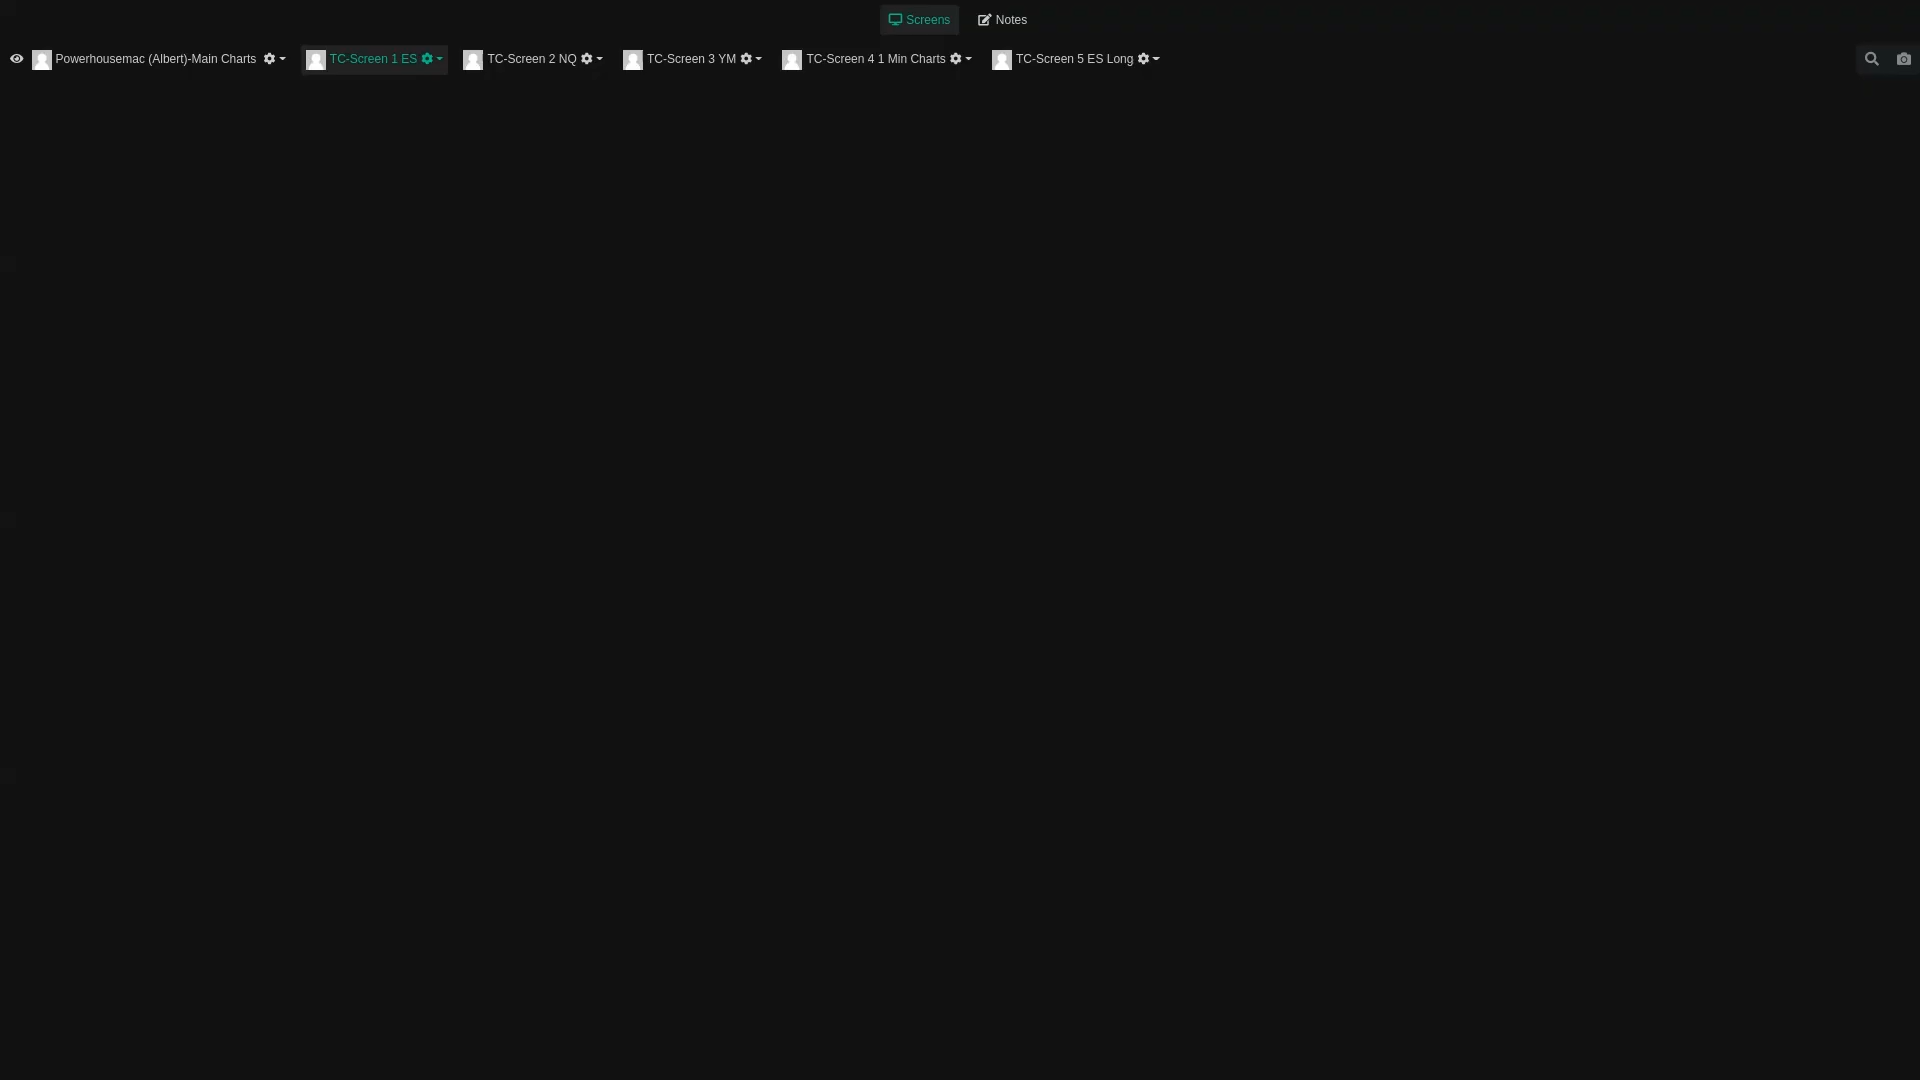 Screens Notes
Powerhousemac (Albert)-Main Charts TC-Screen 1 ES TC-Screen 2 NQ TC-Screen 3 YM TC-Screen 4 1 Min Charts TC-Screen 5 ES Long